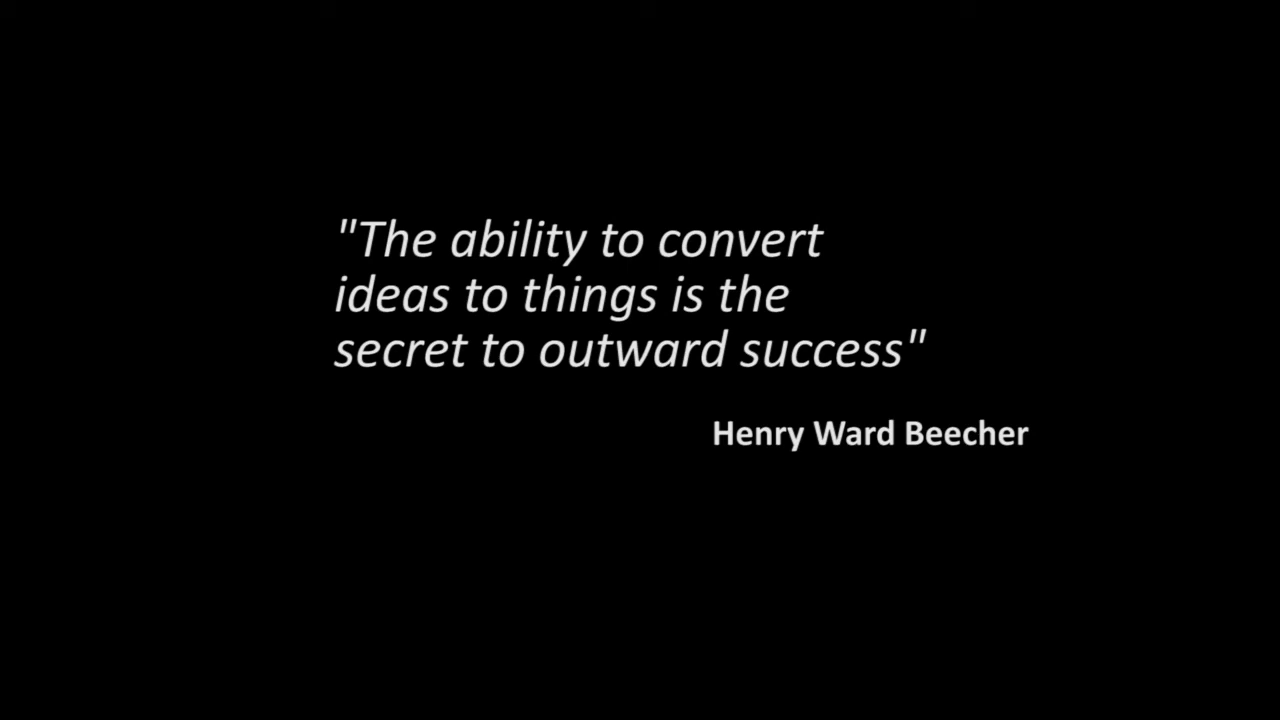 "The ability to convert
ideas to things is the
secret to outward success"
Henry Ward Beecher